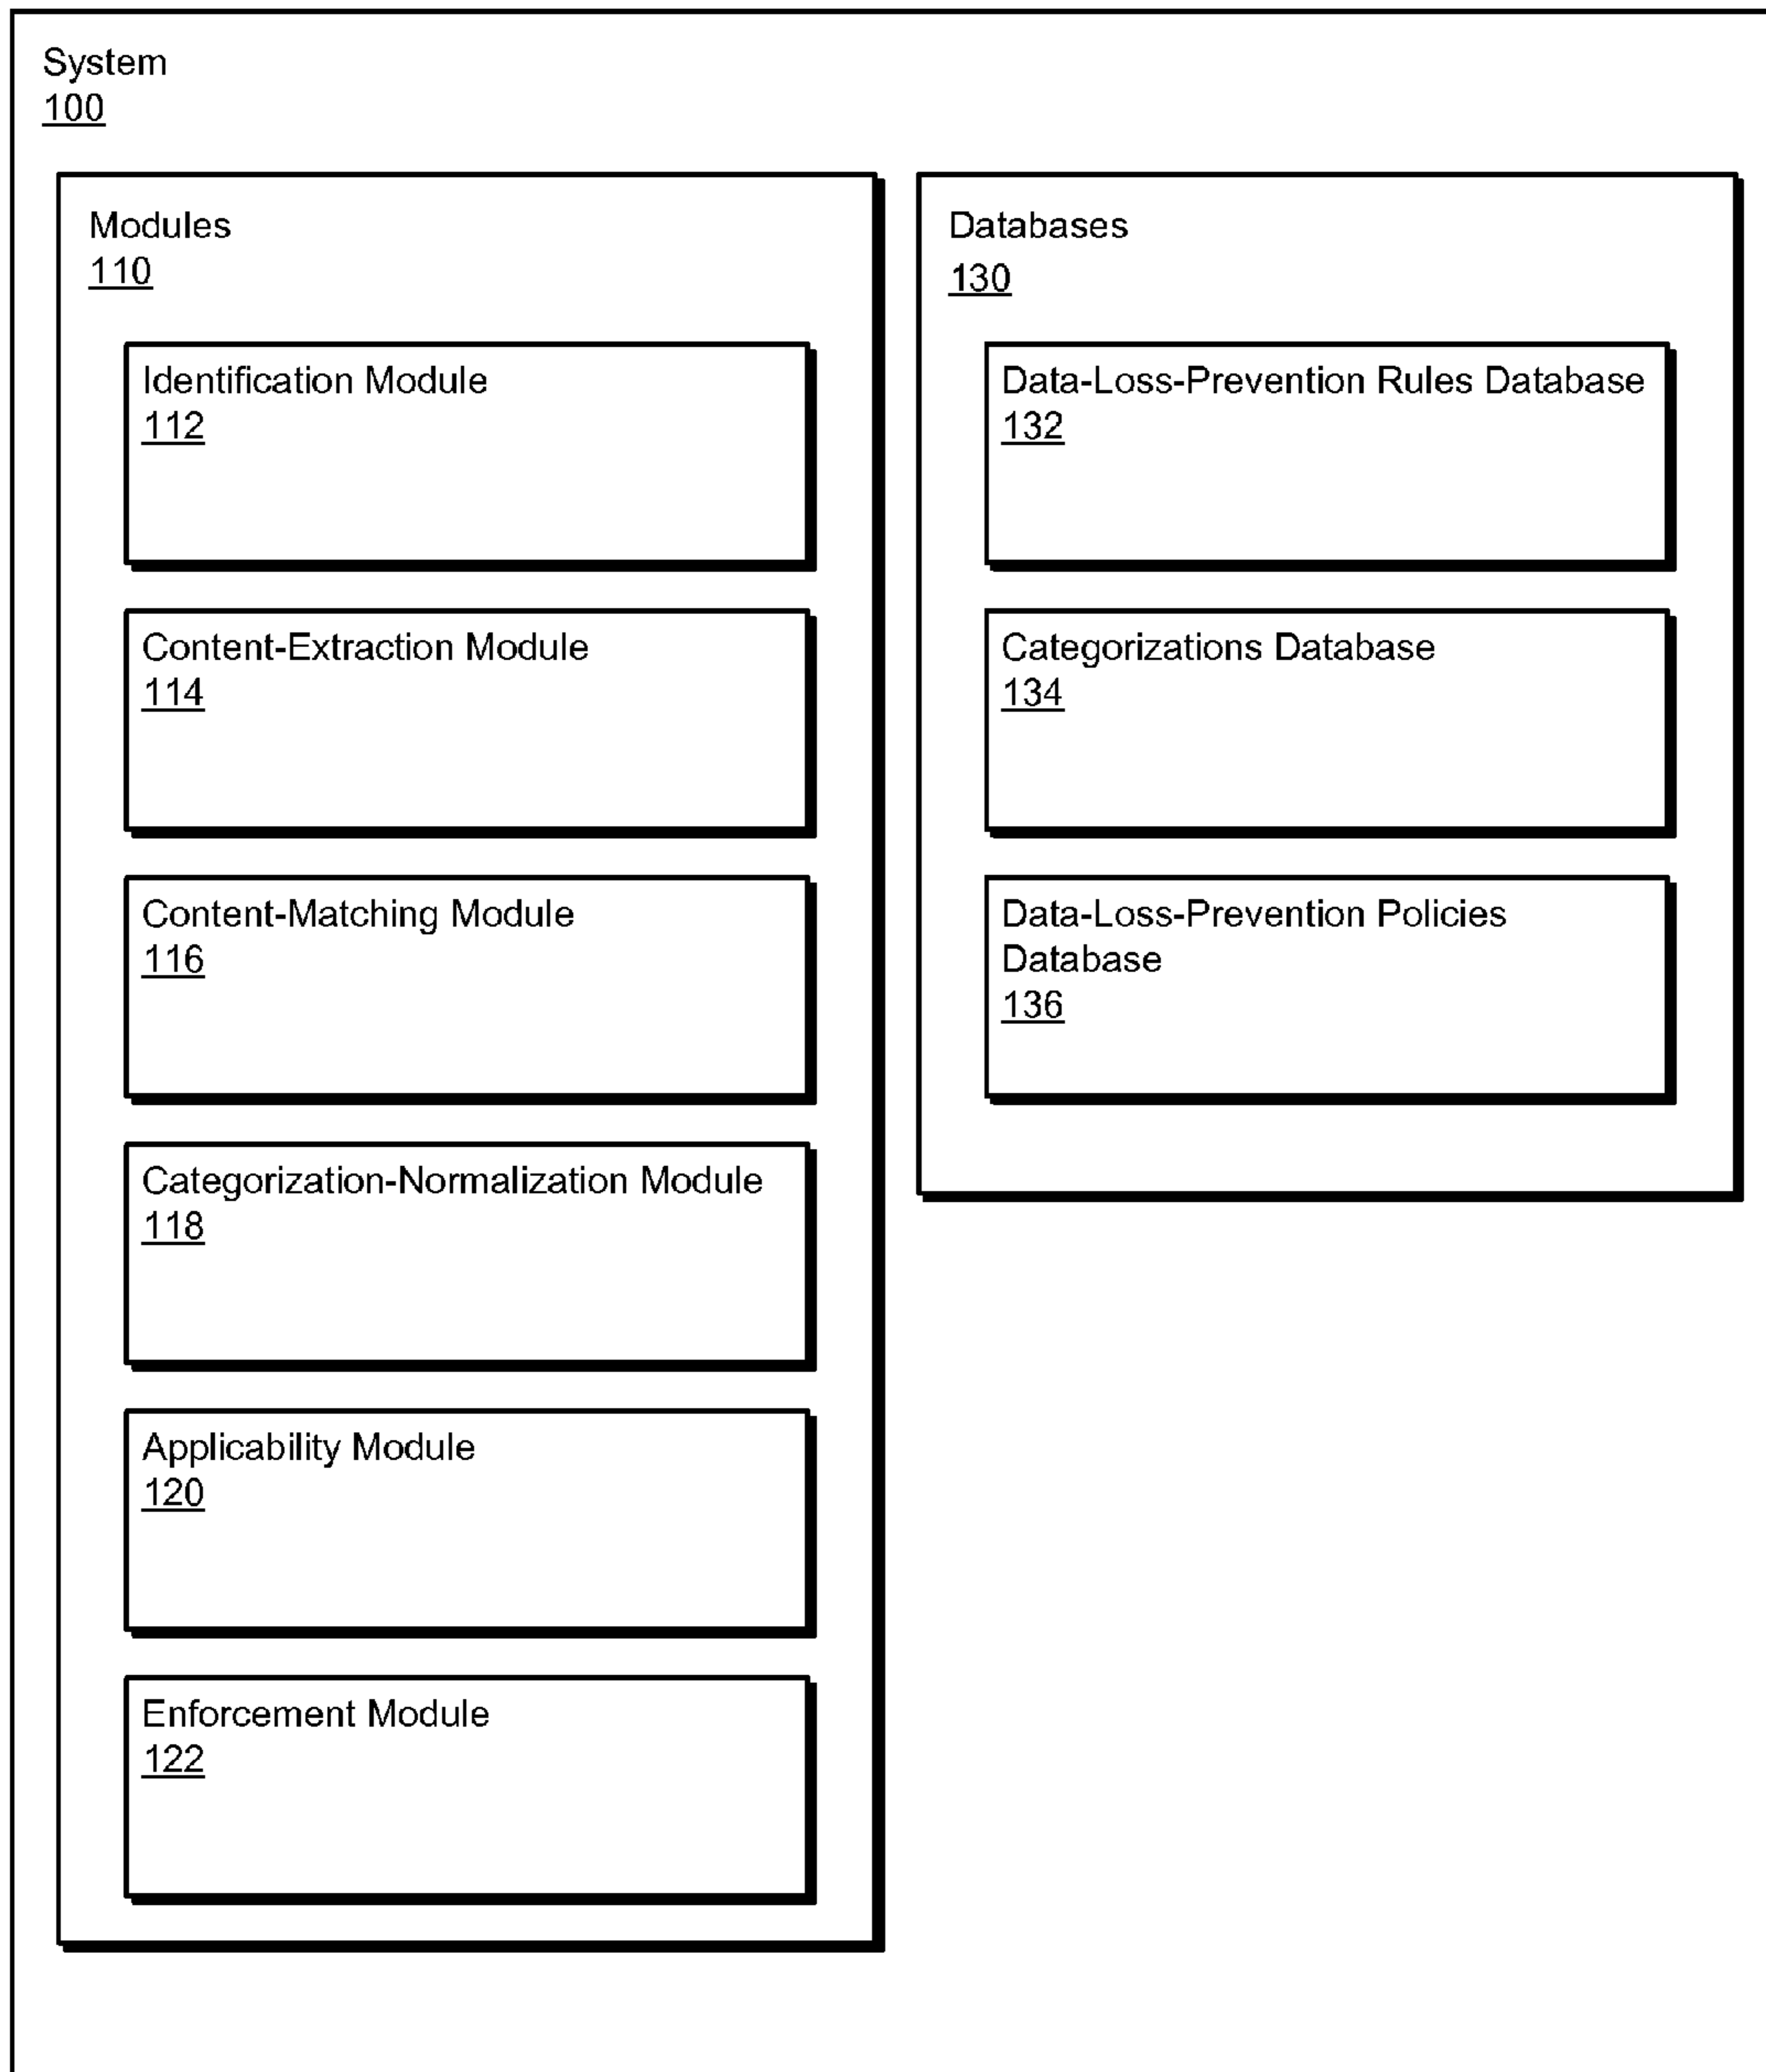 System
100
Modules
110
Identification Module
112
Content-Extraction Module
114
Content-Matching Module
116
Categorization-Normalization Module
118
Applicability Module
120
Enforcement Module
122
Databases
130
Data-Loss-Prevention Rules Database
132
Categorizations Database
134
Data-Loss-Prevention Policies
Database
136